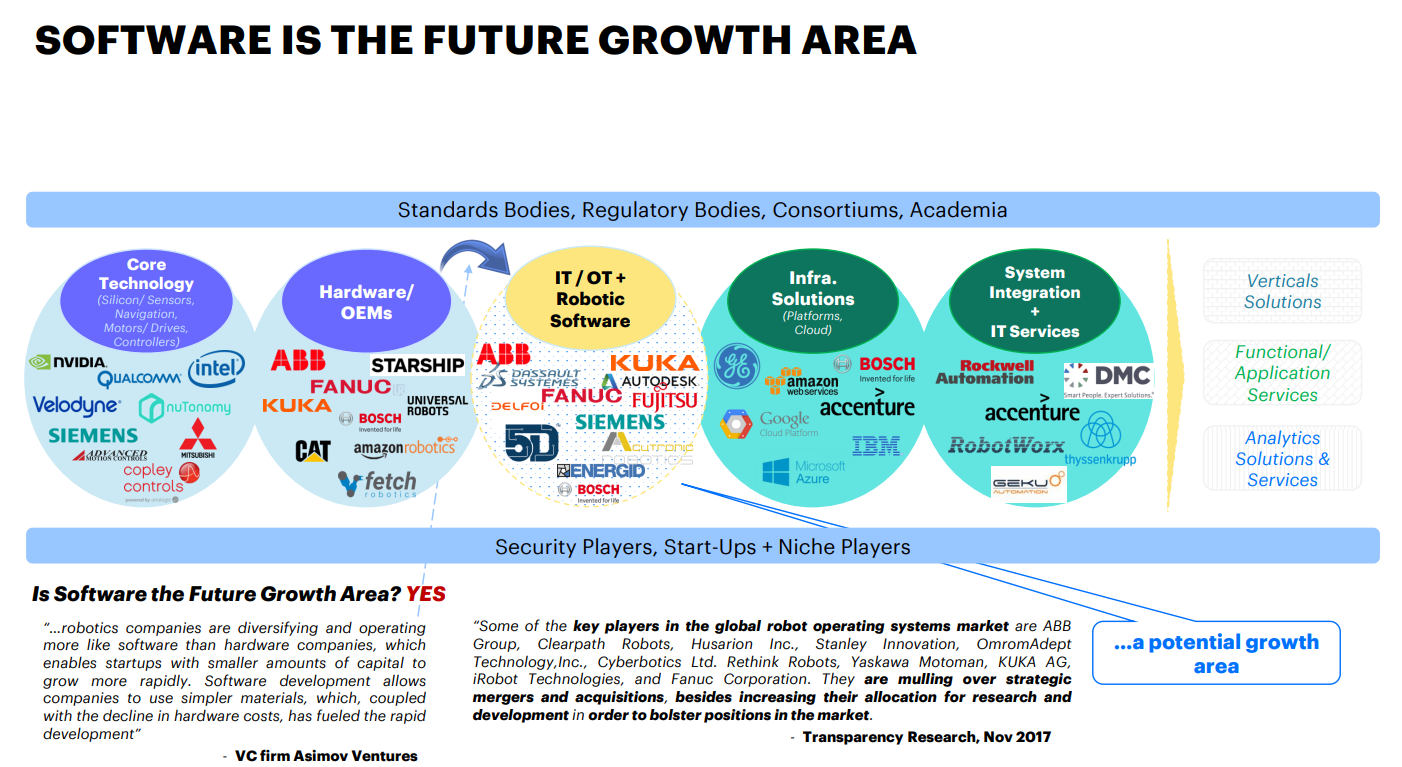 SOFTWARE IS THE FUTURE GROWTH AREA
Standards Bodies, Regulatory Bodies, Consortiums, Academia
Core
Technology
(Silicon/ Sensors,
Navigation,
Motors/ Drives,
Controllers)
NVIDIA.
QUALCOMM
intel
Velodyne
nuTonomy
SIEMENS
MITSUBISHI
ADVANCED
MOTION CONTROLS
copley
controls
powered by analogic
Hardware/
OEMs
ABB
STARSHIP
FANUC
KUKA
UNIVERSAL
ROBOTS
BOSCH
Invented for life
CAT
amazonrobotics
fetch
robotics
IT / OT +
Robotic
Software
ABB
KUKA
DASSAULT
SYSTEMES
AUTODESK
FANUC
DELFOI
FUJITSU
SIEMENS
5D
Acutronic
ROBOTICS
ENERGID
BOSCH
Invented for life
Infra.
Solutions
(Platforms,
Cloud)
GE
BOSCH
Invented for life
amazon
web services
>
accenture
Google
Cloud Platform
IBM
Microsoft
Azure
System
Integration
+
IT Services
Rockwell
Automation
DMC
Smart People. Expert Solutions.
>
accenture
RobotWorx
thyssenkrupp
GEKU
AUTOMATION
Verticals
Solutions
Functional/
Application
Services
Analytics
Solutions &
Services
Security Players, Start-Ups + Niche Players
Is Software the Future Growth Area? YES
“…robotics companies are diversifying and operating
more like software than hardware companies, which
enables startups with smaller amounts of capital to
grow more rapidly. Software development allows
companies to use simpler materials, which, coupled
with the decline in hardware costs, has fueled the rapid
development”
- VC firm Asimov Ventures
“Some of the key players in the global robot operating systems market are ABB
Group, Clearpath Robots, Husarion Inc., Stanley Innovation, OmromAdept
Technology,Inc., Cyberbotics Ltd. Rethink Robots, Yaskawa Motoman, KUKA AG,
iRobot Technologies, and Fanuc Corporation. They are mulling over strategic
mergers and acquisitions, besides increasing their allocation for research and
development in order to bolster positions in the market.
- Transparency Research, Nov 2017
...a potential growth
area